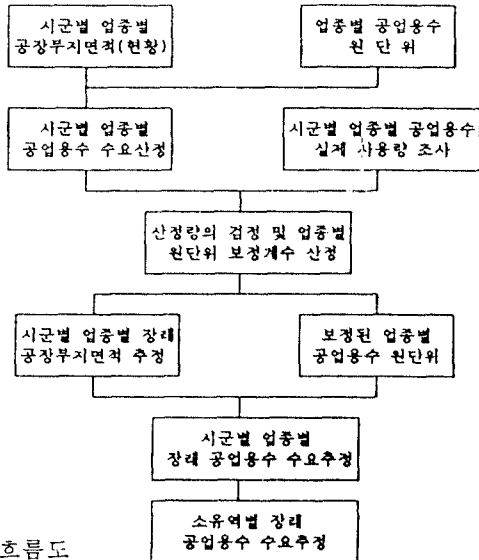 시군별 업종별
공장부지면적(현황)
업종별 공업용수
원 단 위
시군별 업종별
공업용수 수요산정
시군별 업종별 공업용수
실제 사용량 조사
산정량의 검정 및 업종별
원단위 보정계수 산정
시군별 업종별 장래
공장부지면적 추정
보정된 업종별
공업용수 원단위
시군별 업종별
장래 공업용수 수요추정
소유역별 장래
공업용수 수요추정
흐름도